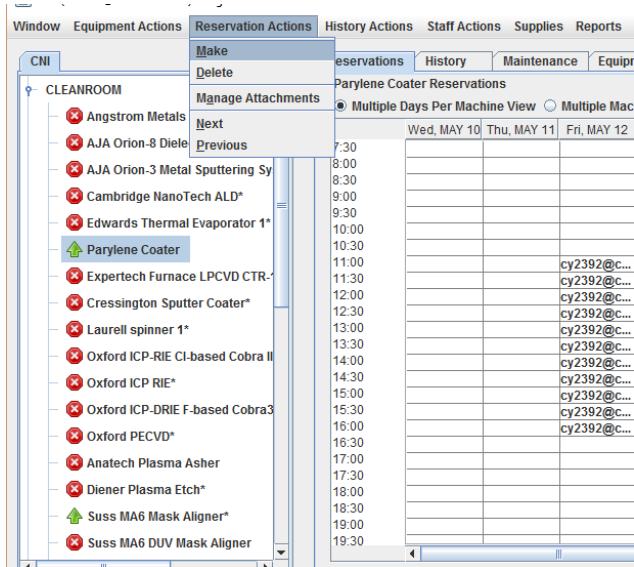 Window Equipment Actions Reservation Actions History Actions Staff Actions Supplies Reports
Make
Delete
Manage Attachments
Next
Previous
CNI
CLEANROOM
Angstrom Metals
AJA Orion-8 Diele
AJA Orion-3 Metal Sputtering Sy
Cambridge NanoTech ALD*
Edwards Thermal Evaporator 1*
Parylene Coater
Expertech Furnace LPCVD CTR-
Cressington Sputter Coater*
Laurell spinner 1*
Oxford ICP-RIE Cl-based Cobra II
Oxford ICP RIE*
Oxford ICP-DRIE F-based Cobra3
Oxford PECVD*
Anatech Plasma Asher
Diener Plasma Etch*
Suss MA6 Mask Aligner*
Suss MA6 DUV Mask Aligner
eservations History Maintenance Equip
Parylene Coater Reservations
Multiple Days Per Machine View Multiple Mac
Wed, MAY 10 Thu, MAY 11 Fri, MAY 12
7:30
8:00
8:30
9:00
9:30
10:00
10:30
11:00 cy2392@c...
11:30 cy2392@c...
12:00 cy2392@c...
12:30 cy2392@c...
13:00 cy2392@c...
13:30 cy2392@c...
14:00 cy2392@c...
14:30 cy2392@c...
15:00 cy2392@c...
15:30 cy2392@c...
16:00 cy2392@c...
16:30
17:00
17:30
18:00
18:30
19:00
19:30